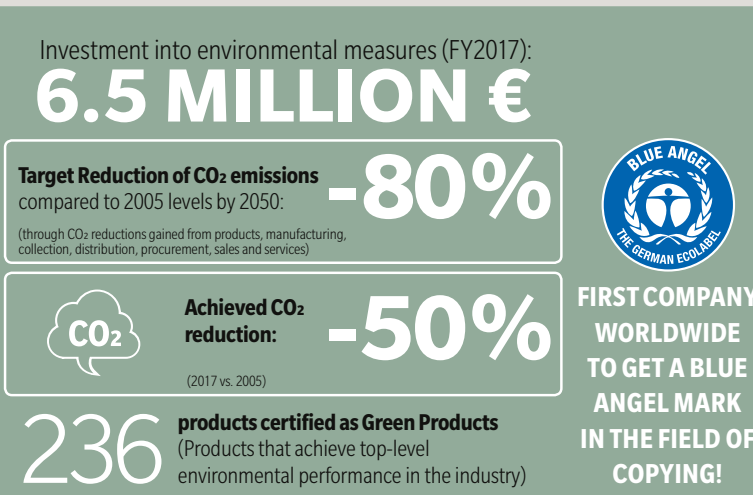 Investment into environmental measures (FY2017):
6.5 MILLION €
Target Reduction of CO₂ emissions
compared to 2005 levels by 2050:
-80%
(through CO₂ reductions gained from products, manufacturing,
collection, distribution, procurement, sales and services)
CO₂
Achieved CO₂
reduction:
-50%
(2017 vs. 2005)
236
products certified as Green Products
(Products that achieve top-level
environmental performance in the industry)
BLUE ANGEL
THE GERMAN ECOLABEL
FIRST COMPANY
WORLDWIDE
TO GET A BLUE
ANGEL MARK
IN THE FIELD OF
COPYING!